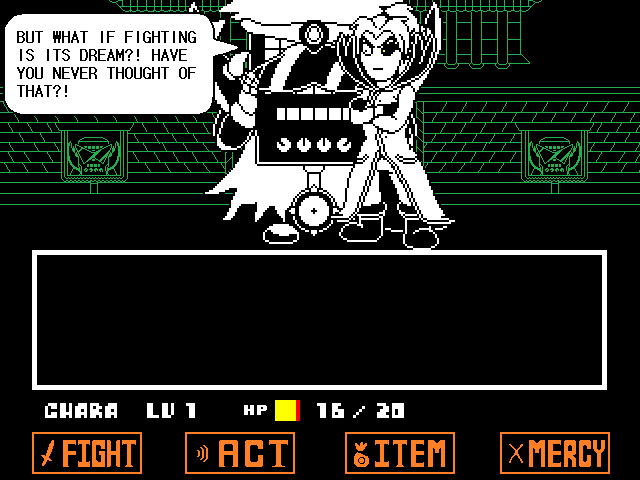 BUT WHAT IF FIGHTING
IS ITS DREAM?! HAVE
YOU NEVER THOUGHT OF
THAT?!
CHARA LV 1 HP 16 / 20
FIGHT ACT ITEM MERCY